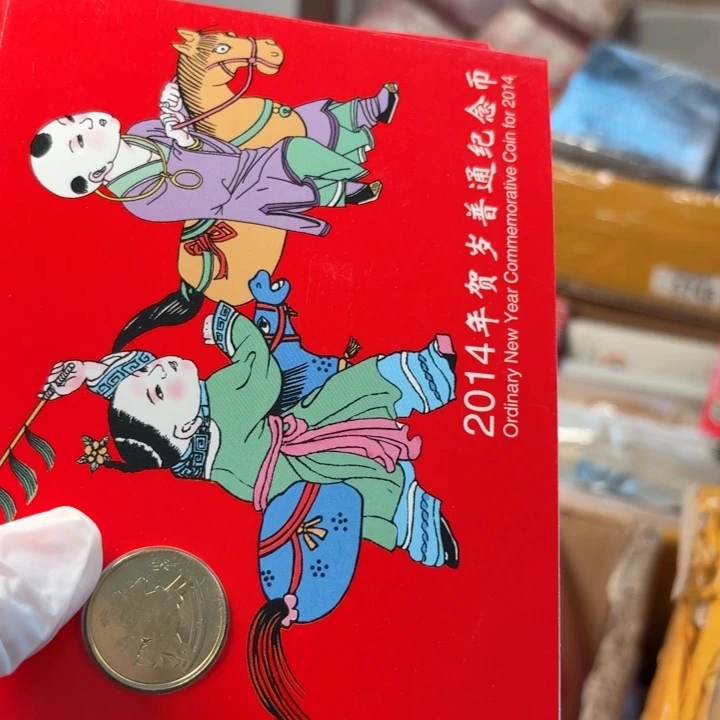 2014年贺岁普通纪念币
Ordinary New Year Commemorative Coin for 2014